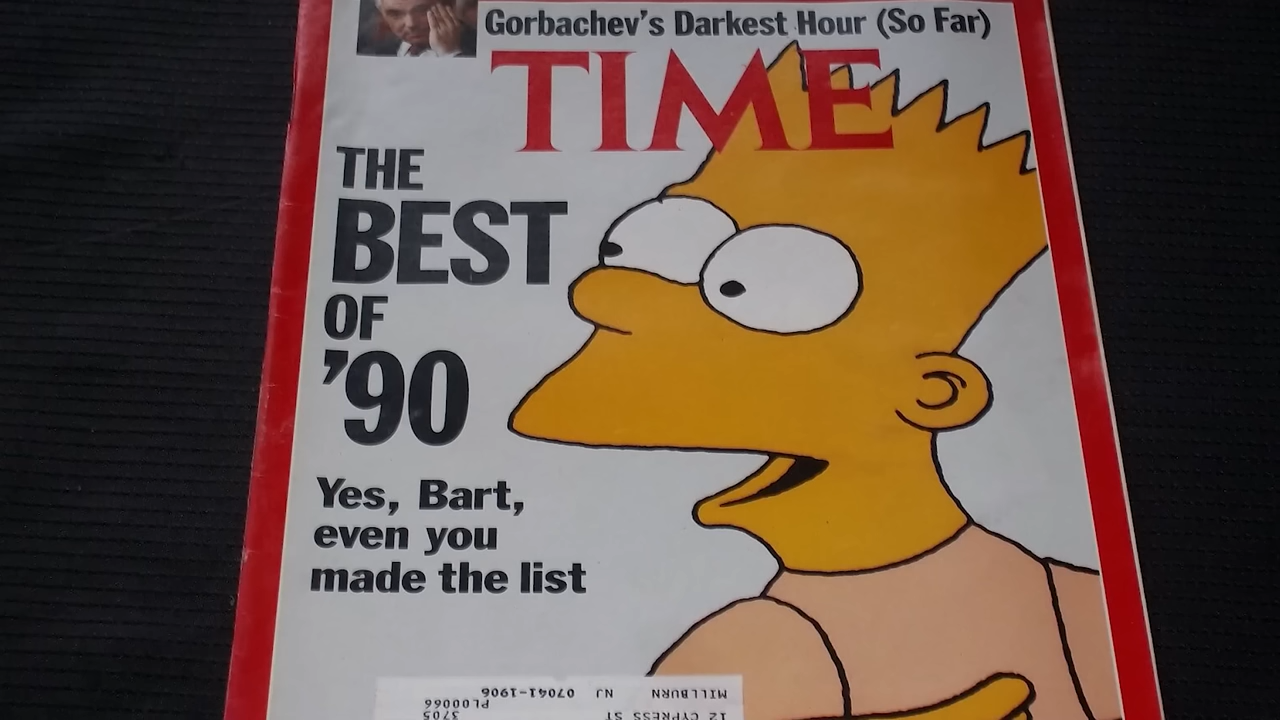 Gorbachev's Darkest Hour (So Far)
TIME
THE
BEST
OF
'90
Yes, Bart,
even you
made the list
3705
12 CYPRESS ST
PL00066
MILLBURN NJ 07041-1906